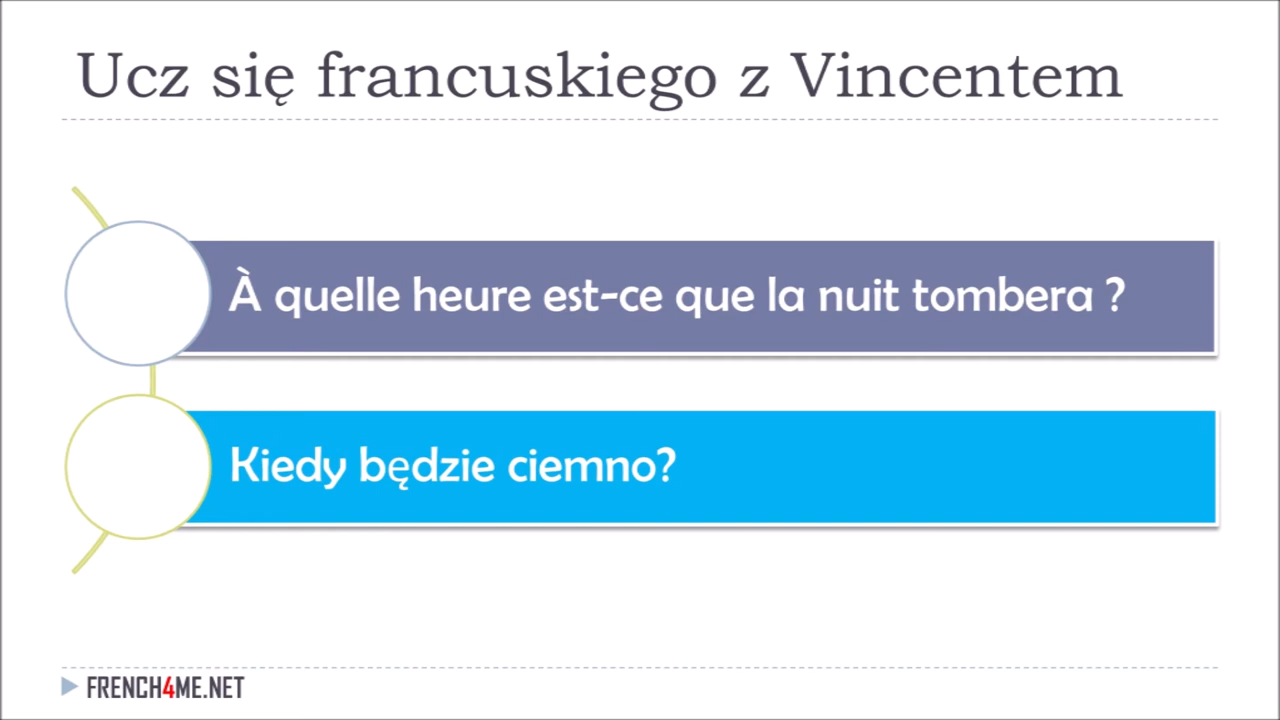 Ucz się francuskiego z Vincentem
À quelle heure est-ce que la nuit tombera ?
Kiedy będzie ciemno?
FRENCH4ME.NET